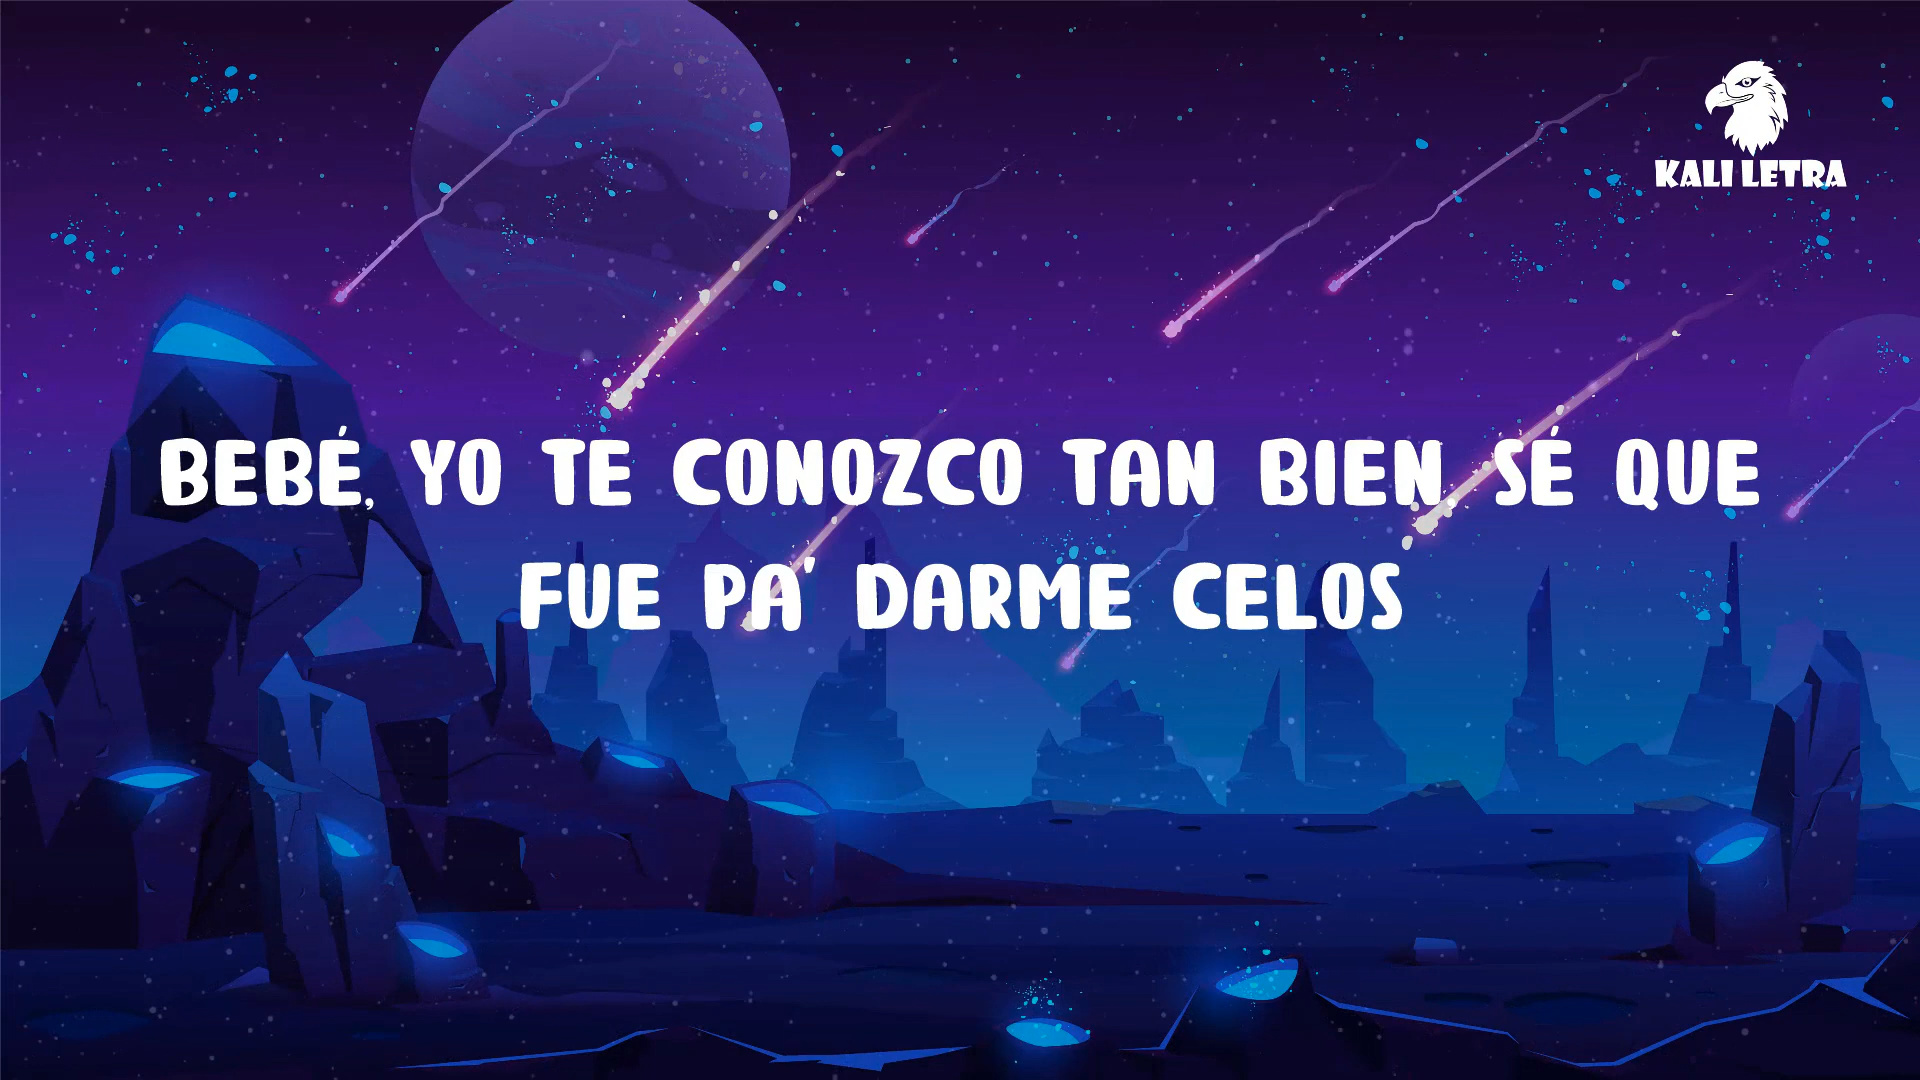 KALI LETRA
BEBÉ, YO TE CONOZCO TAN BIEN, SÉ QUE
FUE PA' DARME CELOS